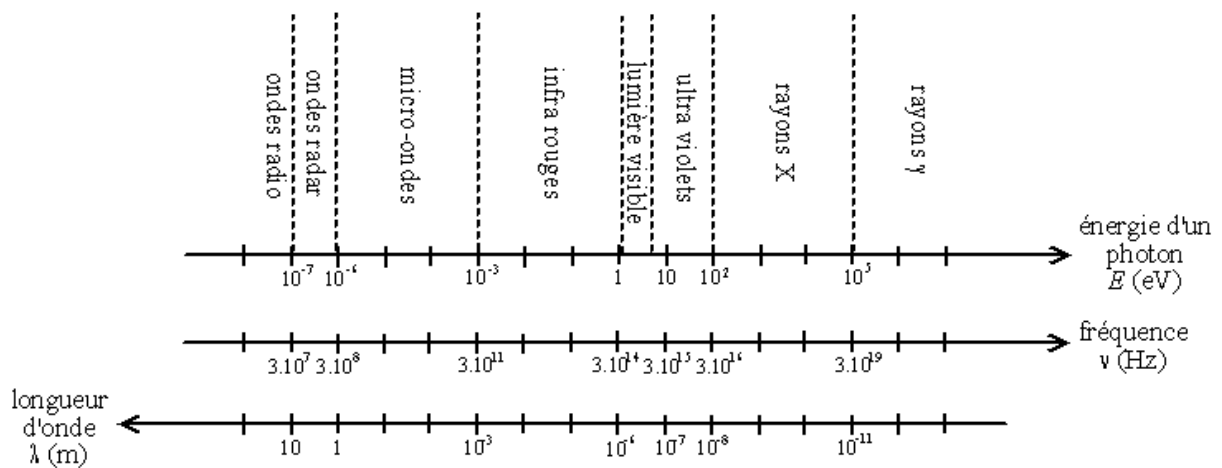 ondes radio
ondes radar
micro-ondes
infra rouges
lumière visible
ultra violets
rayons X
rayons γ
énergie d'un
photon
E (eV)
10⁻⁷ 10⁻⁶ 10⁻³ 1 10 10² 10⁵
fréquence
ν (Hz)
3.10⁷ 3.10⁸ 3.10¹¹ 3.10¹⁴ 3.10¹⁵ 3.10¹⁶ 3.10¹⁹
longueur
d'onde
λ (m)
10 1 10⁻³ 10⁻⁶ 10⁻⁷ 10⁻⁸ 10⁻¹¹